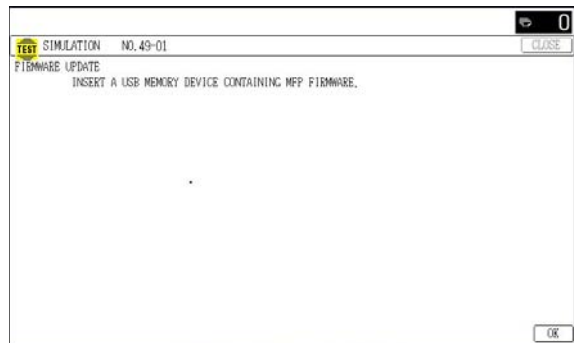 0
TEST SIMULATION NO. 49-01 CLOSE
FIRMWARE UPDATE
INSERT A USB MEMORY DEVICE CONTAINING MFP FIRMWARE.
OK